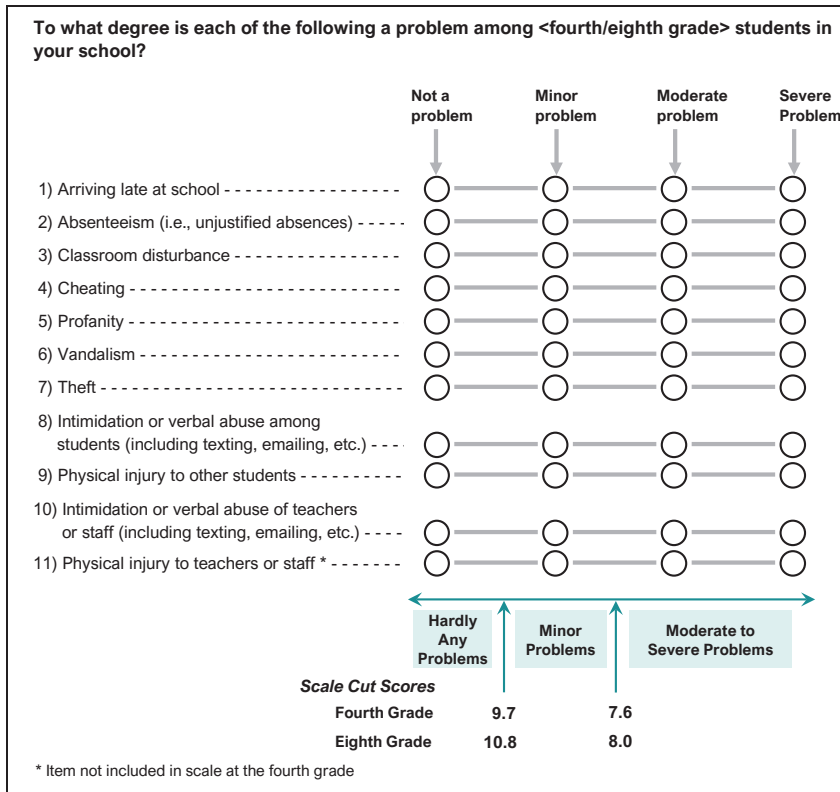 To what degree is each of the following a problem among <fourth/eighth grade> students in
your school?
Not a problem Minor problem Moderate problem Severe Problem
1) Arriving late at school - - - - - - - - - - - - - - - - -
2) Absenteeism (i.e., unjustified absences) - - - - -
3) Classroom disturbance - - - - - - - - - - - - - - - - -
4) Cheating - - - - - - - - - - - - - - - - - - - - - - - - - -
5) Profanity - - - - - - - - - - - - - - - - - - - - - - - - - -
6) Vandalism - - - - - - - - - - - - - - - - - - - - - - - - -
7) Theft - - - - - - - - - - - - - - - - - - - - - - - - - - - - -
8) Intimidation or verbal abuse among
students (including texting, emailing, etc.) - - - -
9) Physical injury to other students - - - - - - - - - -
10) Intimidation or verbal abuse of teachers
or staff (including texting, emailing, etc.) - - - -
11) Physical injury to teachers or staff * - - - - - - -
Hardly Any Problems
Minor Problems
Moderate to Severe Problems
Scale Cut Scores
Fourth Grade 9.7 7.6
Eighth Grade 10.8 8.0
* Item not included in scale at the fourth grade